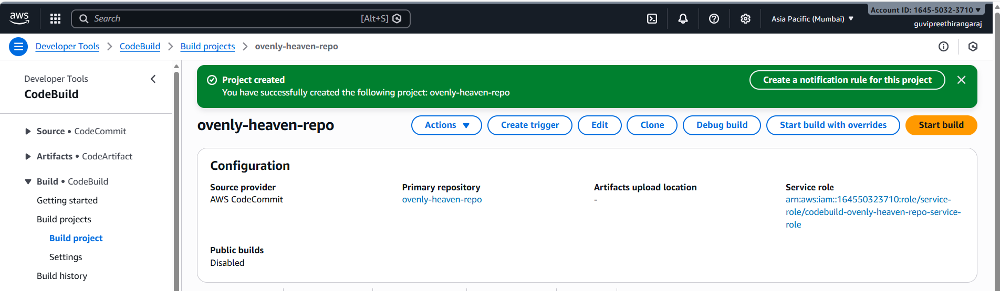 aws
Search [Alt+S]
Asia Pacific (Mumbai) ▼
Account ID: 1645-5032-3710 ▼
guvipreethirangaraj
Developer Tools > CodeBuild > Build projects > ovenly-heaven-repo
Developer Tools
CodeBuild
Source • CodeCommit
Artifacts • CodeArtifact
Build • CodeBuild
Getting started
Build projects
Build project
Settings
Build history
Project created
You have successfully created the following project: ovenly-heaven-repo
Create a notification rule for this project
ovenly-heaven-repo
Actions ▼ Create trigger Edit Clone Debug build Start build with overrides Start build
Configuration
Source provider
AWS CodeCommit
Primary repository
ovenly-heaven-repo
Artifacts upload location
-
Service role
arn:aws:iam::164550323710:role/service-
role/codebuild-ovenly-heaven-repo-service-
role
Public builds
Disabled